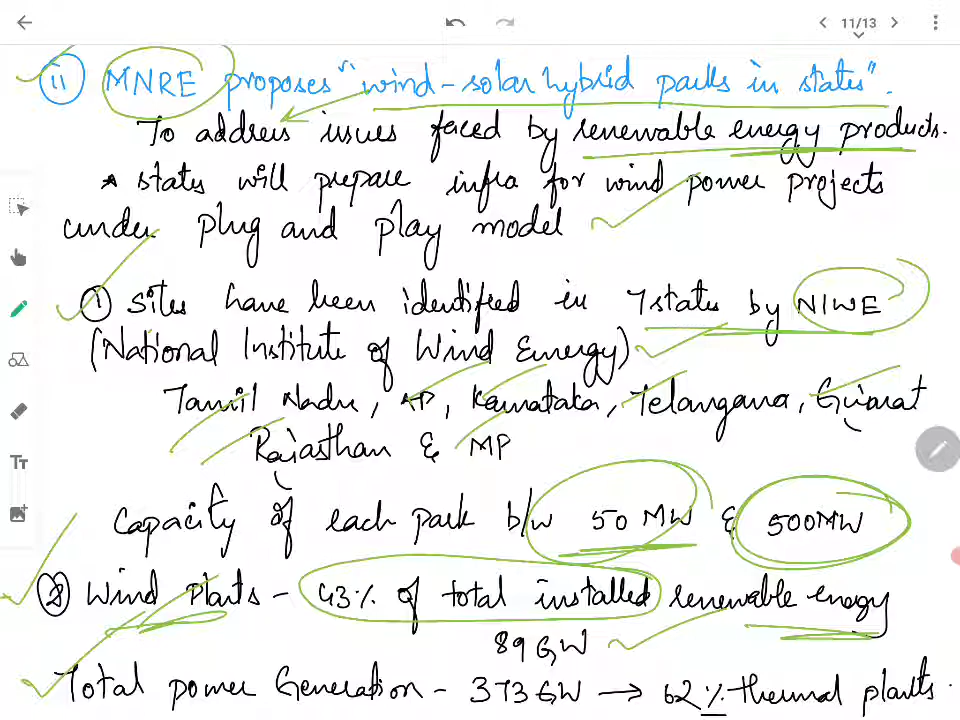 11/13
(11) MNRE proposes "wind-solar hybrid parks in states"
To address issues faced by renewable energy products.
* states will prepare infra for wind power projects
under plug and play model
(1) Sites have been identified in 7 states by NIWE
(National Institute of Wind Energy)
Tamil Nadu, AP, Karnataka, Telangana, Gujarat
Rajasthan & MP
Capacity of each park b/w 50 MW & 500MW
(2) Wind plants - 43% of total installed renewable energy
89 GW
Total power Generation - 373 GW → 62% thermal plants.
TT